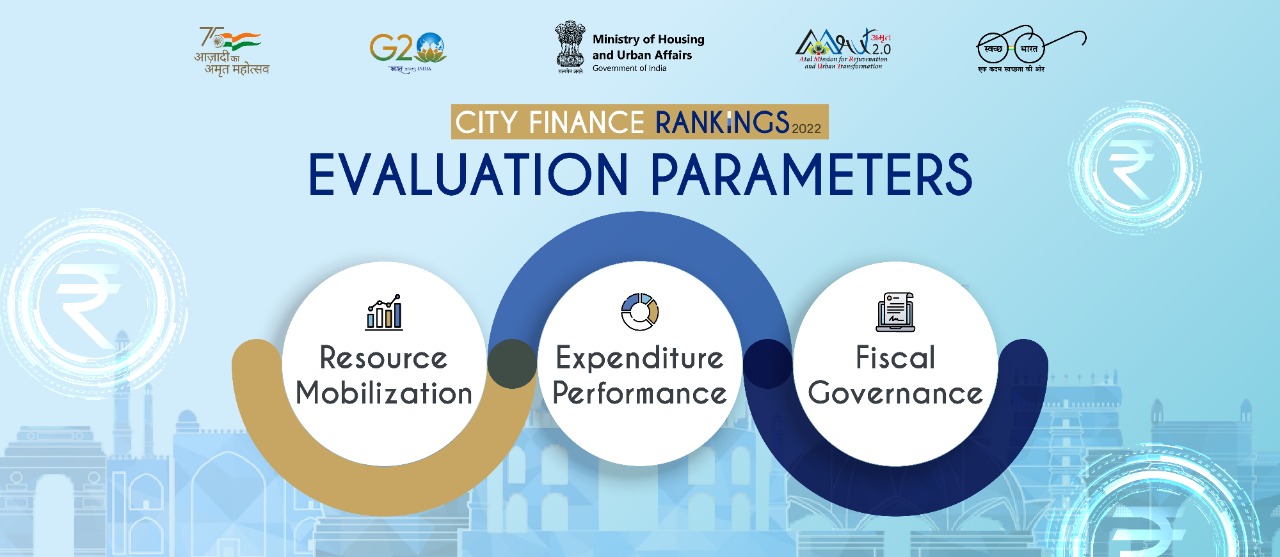 75
आज़ादी का
अमृत महोत्सव
G20
भारत 2023 INDIA
Ministry of Housing
and Urban Affairs
Government of India
सत्यमेव जयते
अमृत
2.0
Atal Mission for Rejuvenation
and Urban Transformation
स्वच्छ भारत
एक कदम स्वच्छता की ओर
CITY FINANCE RANKINGS 2022
EVALUATION PARAMETERS
Resource
Mobilization
Expenditure
Performance
Fiscal
Governance
₹
₹
₹